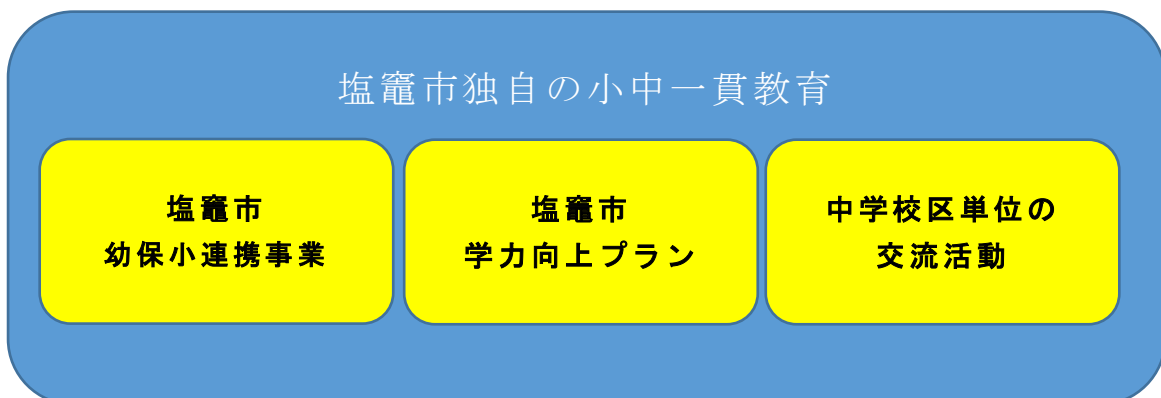 塩竈市独自の小中一貫教育
塩竈市
幼保小連携事業
塩竈市
学力向上プラン
中学校区単位の
交流活動